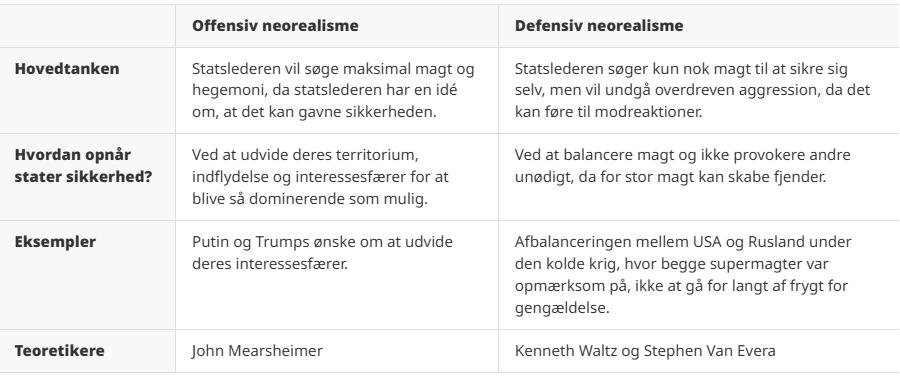 Offensiv neorealisme
Defensiv neorealisme
Hovedtanken
Statslederen vil søge maksimal magt og
hegemoni, da statslederen har en idé
om, at det kan gavne sikkerheden.
Statslederen søger kun nok magt til at sikre sig
selv, men vil undgå overdreven aggression, da det
kan føre til modreaktioner.
Hvordan opnår
stater sikkerhed?
Ved at udvide deres territorium,
indflydelse og interessesfærer for at
blive så dominerende som mulig.
Ved at balancere magt og ikke provokere andre
unødigt, da for stor magt kan skabe fjender.
Eksempler
Putin og Trumps ønske om at udvide
deres interessesfærer.
Afbalanceringen mellem USA og Rusland under
den kolde krig, hvor begge supermagter var
opmærksom på, ikke at gå for langt af frygt for
gengældelse.
Teoretikere
John Mearsheimer
Kenneth Waltz og Stephen Van Evera